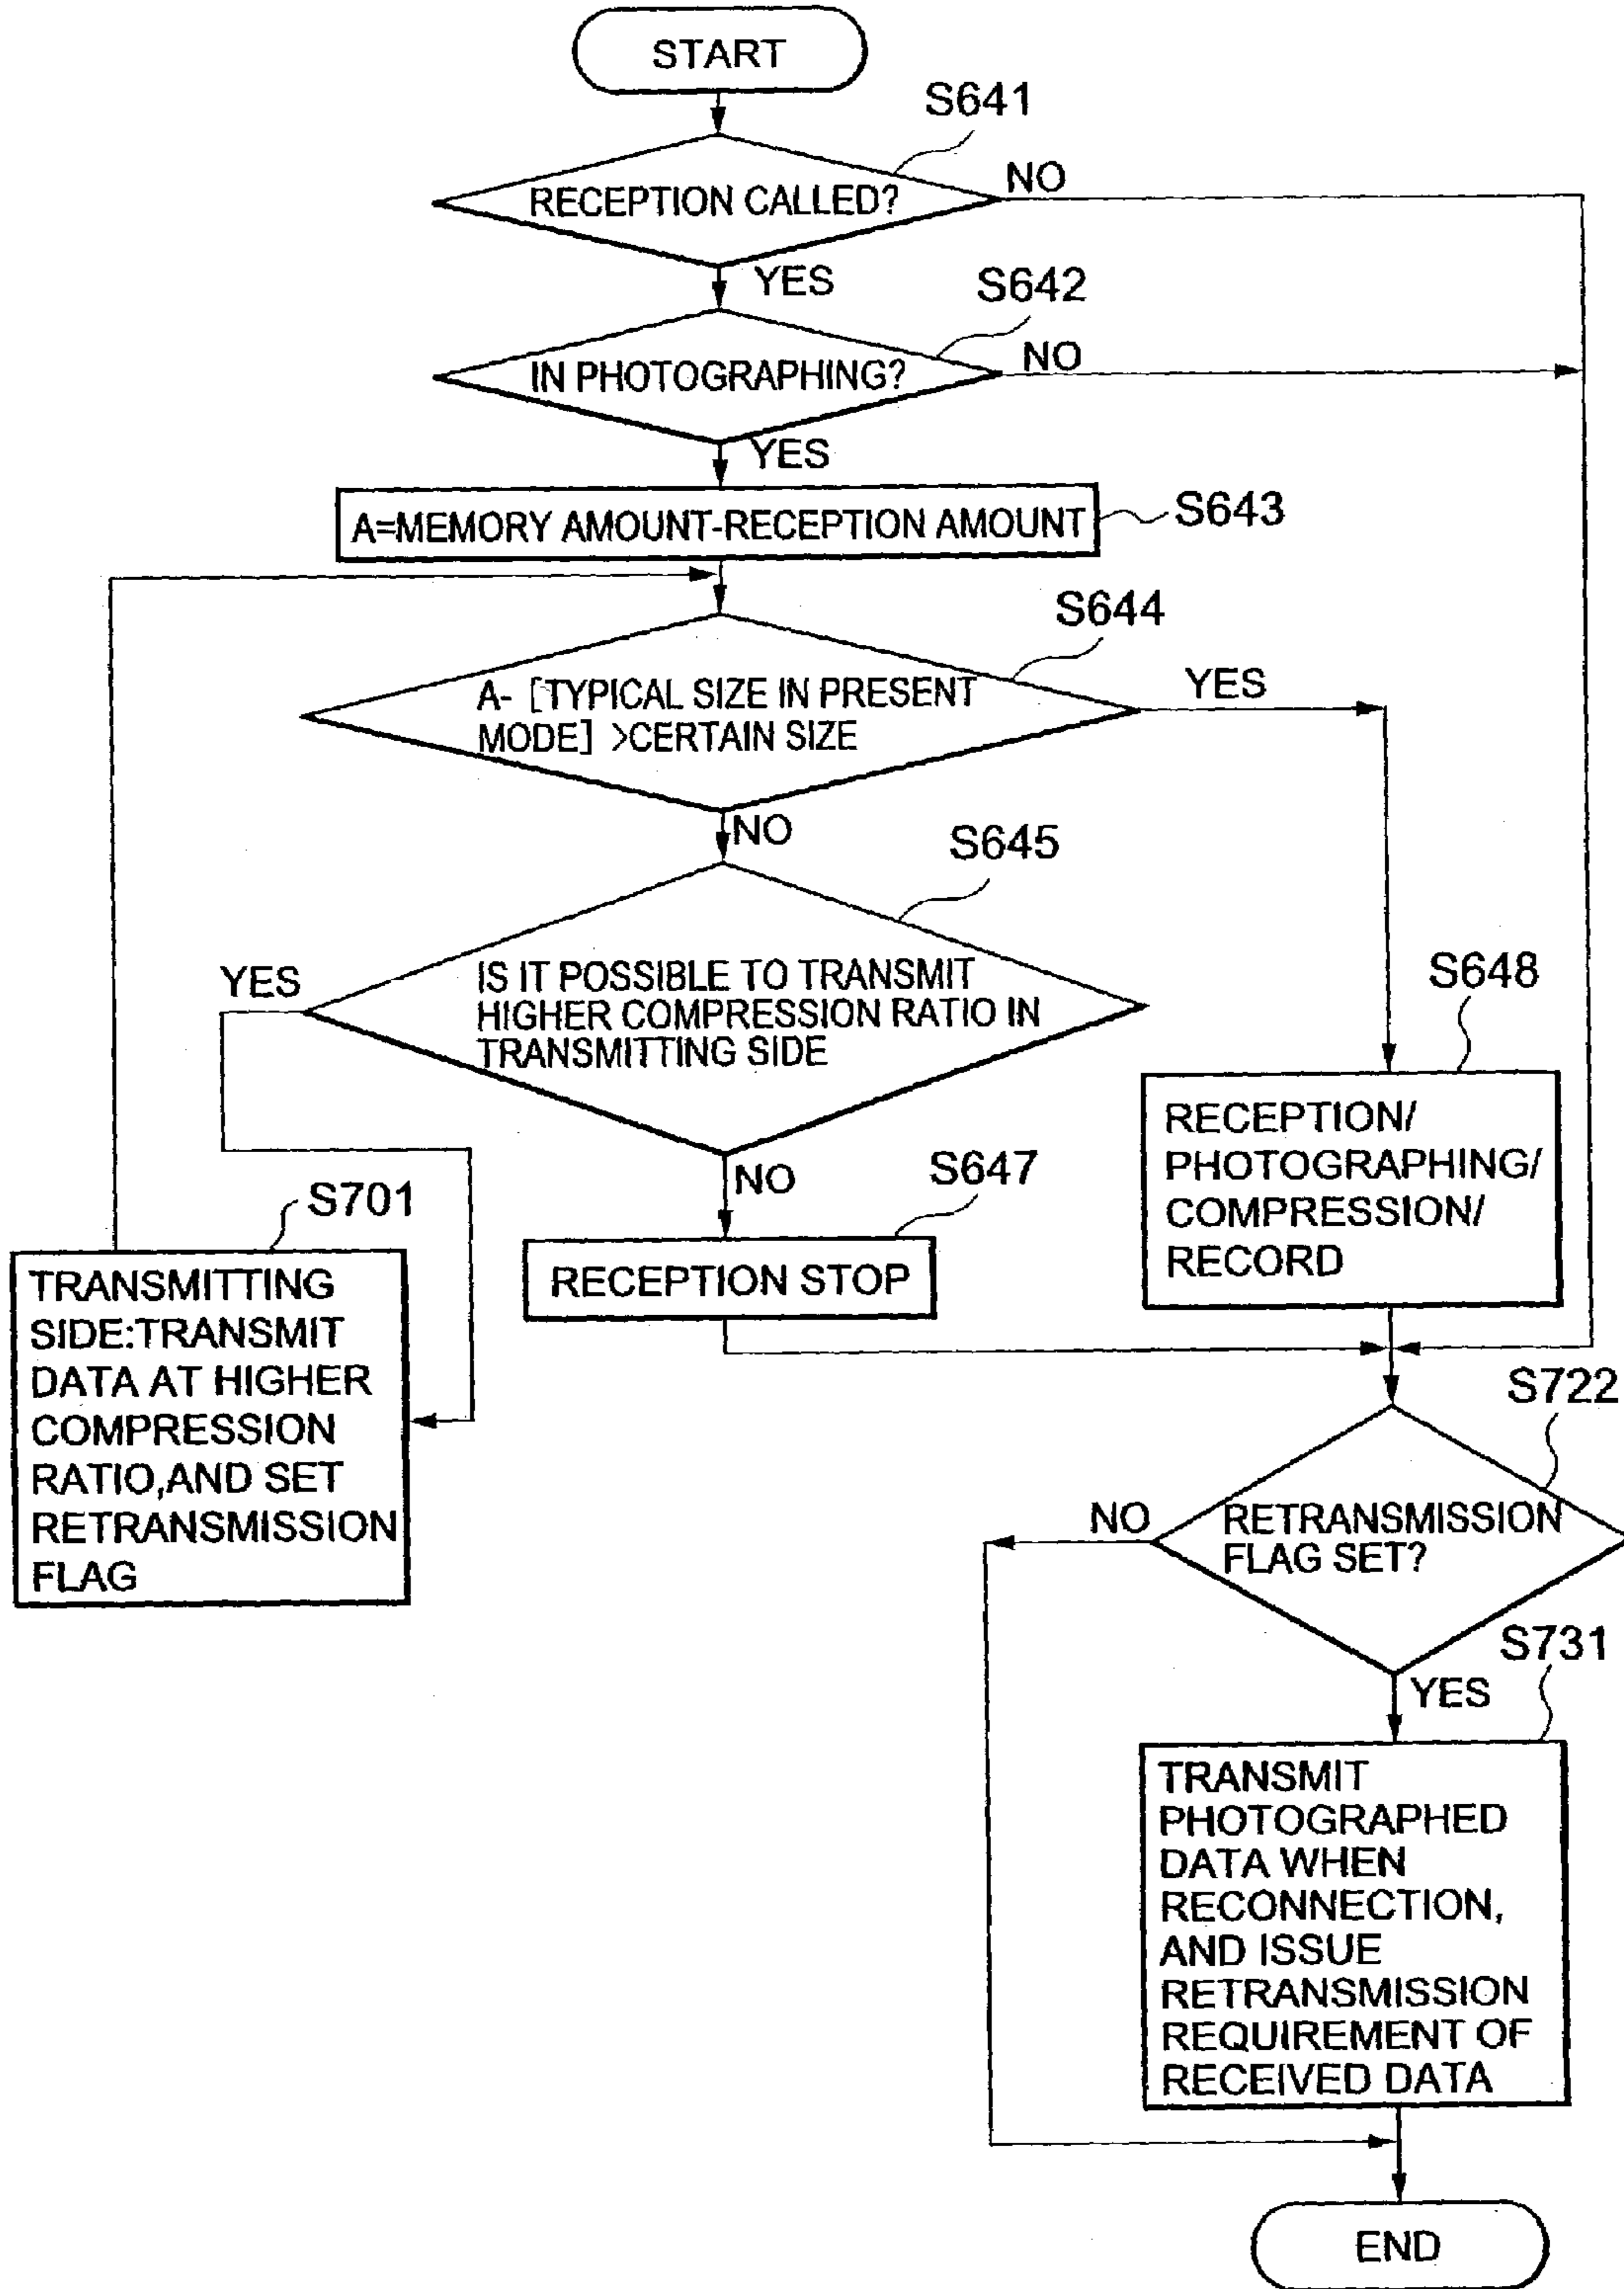 START
S641
RECEPTION CALLED?
NO
YES
S642
IN PHOTOGRAPHING?
NO
YES
A=MEMORY AMOUNT-RECEPTION AMOUNT
S643
S644
A- [TYPICAL SIZE IN PRESENT
MODE] >CERTAIN SIZE
YES
NO
S645
IS IT POSSIBLE TO TRANSMIT
HIGHER COMPRESSION RATIO IN
TRANSMITTING SIDE
YES
NO
S648
RECEPTION/
PHOTOGRAPHING/
COMPRESSION/
RECORD
S647
RECEPTION STOP
S701
TRANSMITTING
SIDE:TRANSMIT
DATA AT HIGHER
COMPRESSION
RATIO,AND SET
RETRANSMISSION
FLAG
S722
RETRANSMISSION
FLAG SET?
NO
YES
S731
TRANSMIT
PHOTOGRAPHED
DATA WHEN
RECONNECTION,
AND ISSUE
RETRANSMISSION
REQUIREMENT OF
RECEIVED DATA
END